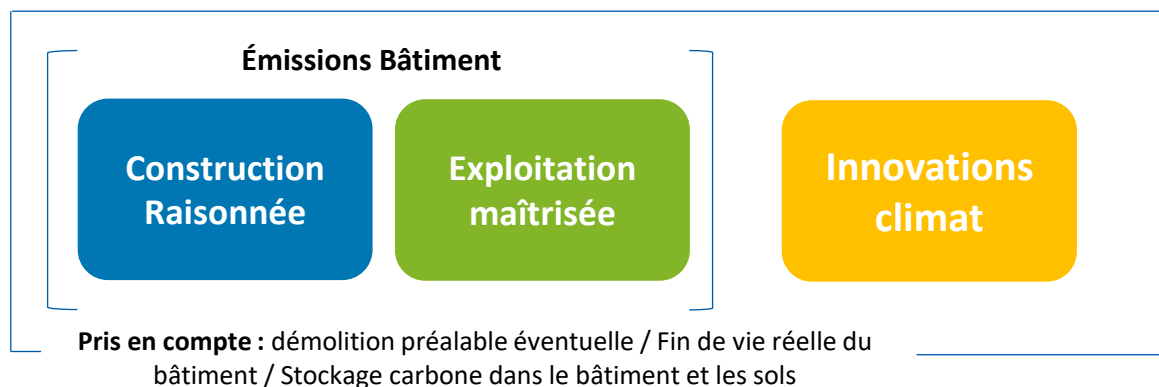 Émissions Bâtiment
Construction
Raisonnée
Exploitation
maîtrisée
Innovations
climat
Pris en compte : démolition préalable éventuelle / Fin de vie réelle du
bâtiment / Stockage carbone dans le bâtiment et les sols